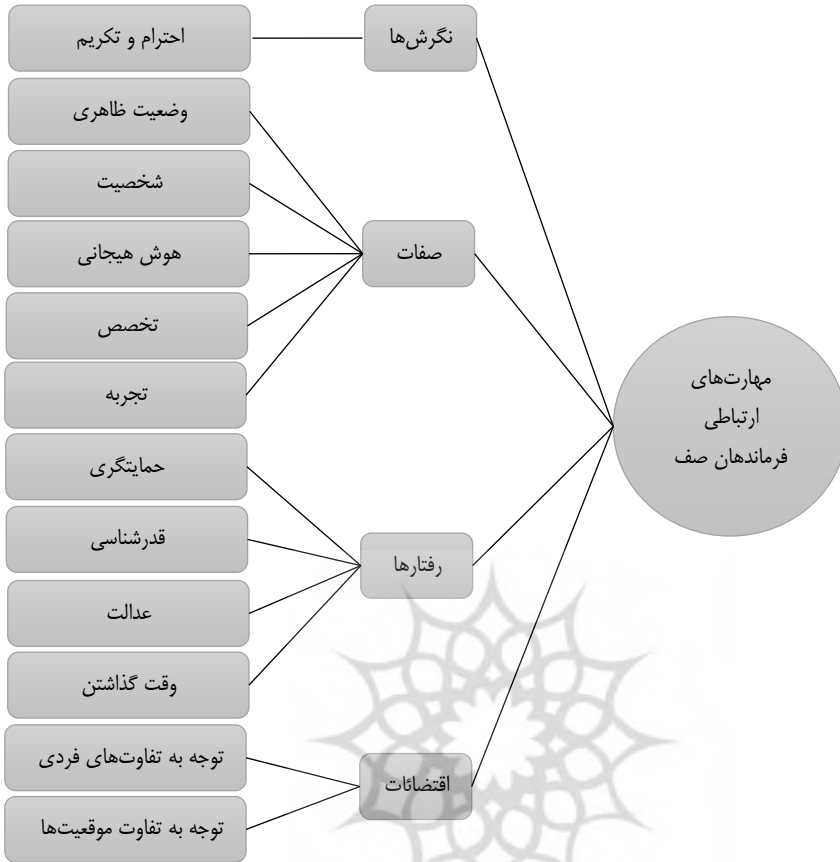 مهارت‌های
ارتباطی
فرماندهان صف
نگرش‌ها
احترام و تکریم
صفات
وضعیت ظاهری
شخصیت
هوش هیجانی
تخصص
تجربه
رفتارها
حمایتگری
قدرشناسی
عدالت
وقت گذاشتن
اقتضائات
توجه به تفاوت‌های فردی
توجه به تفاوت موقعیت‌ها